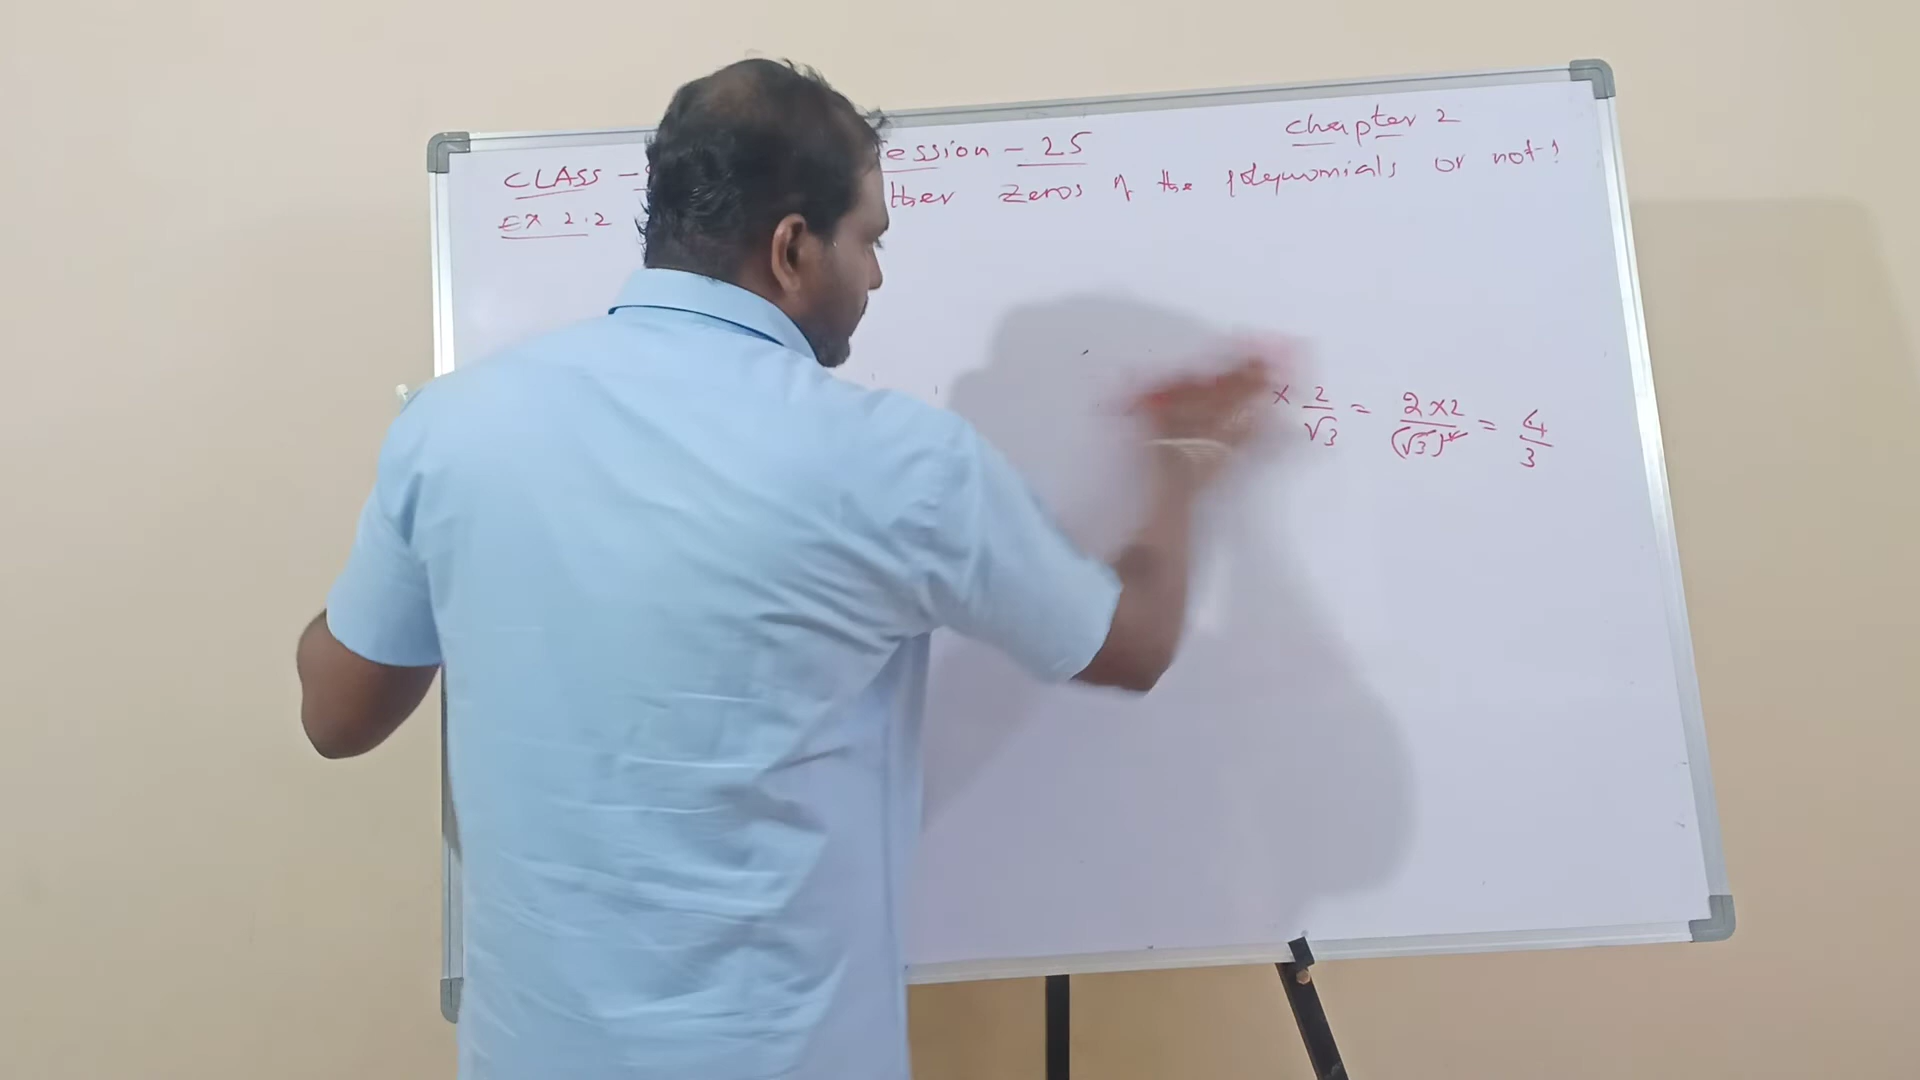 Chapter 2
CLASS - ession - 25
EX 2.2 ther zeros of the polynomials or not?
× 2/√3 = 2×2/(√3)² = 4/3